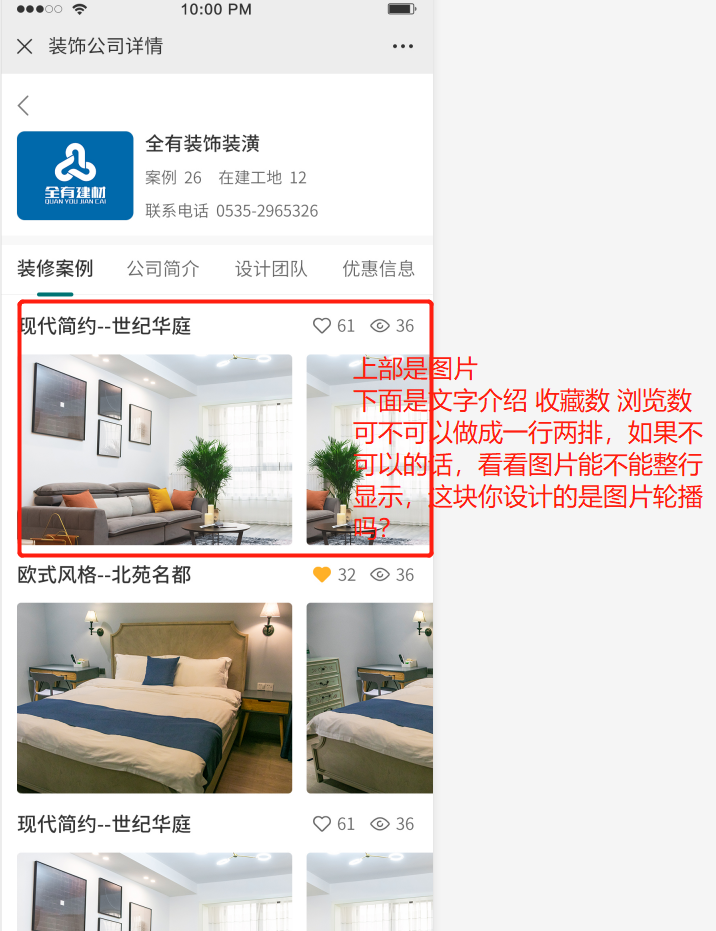 10:00 PM
装饰公司详情
全有装饰装潢
案例 26 在建工地 12
联系电话 0535-2965326
全有建材
QUAN YOU JIAN CAI
装修案例 公司简介 设计团队 优惠信息
现代简约--世纪华庭 61 36
上部是图片
下面是文字介绍 收藏数 浏览数
可不可以做成一行两排，如果不
可以的话，看看图片能不能整行
显示，这块你设计的是图片轮播
吗？
欧式风格--北苑名都 32 36
现代简约--世纪华庭 61 36